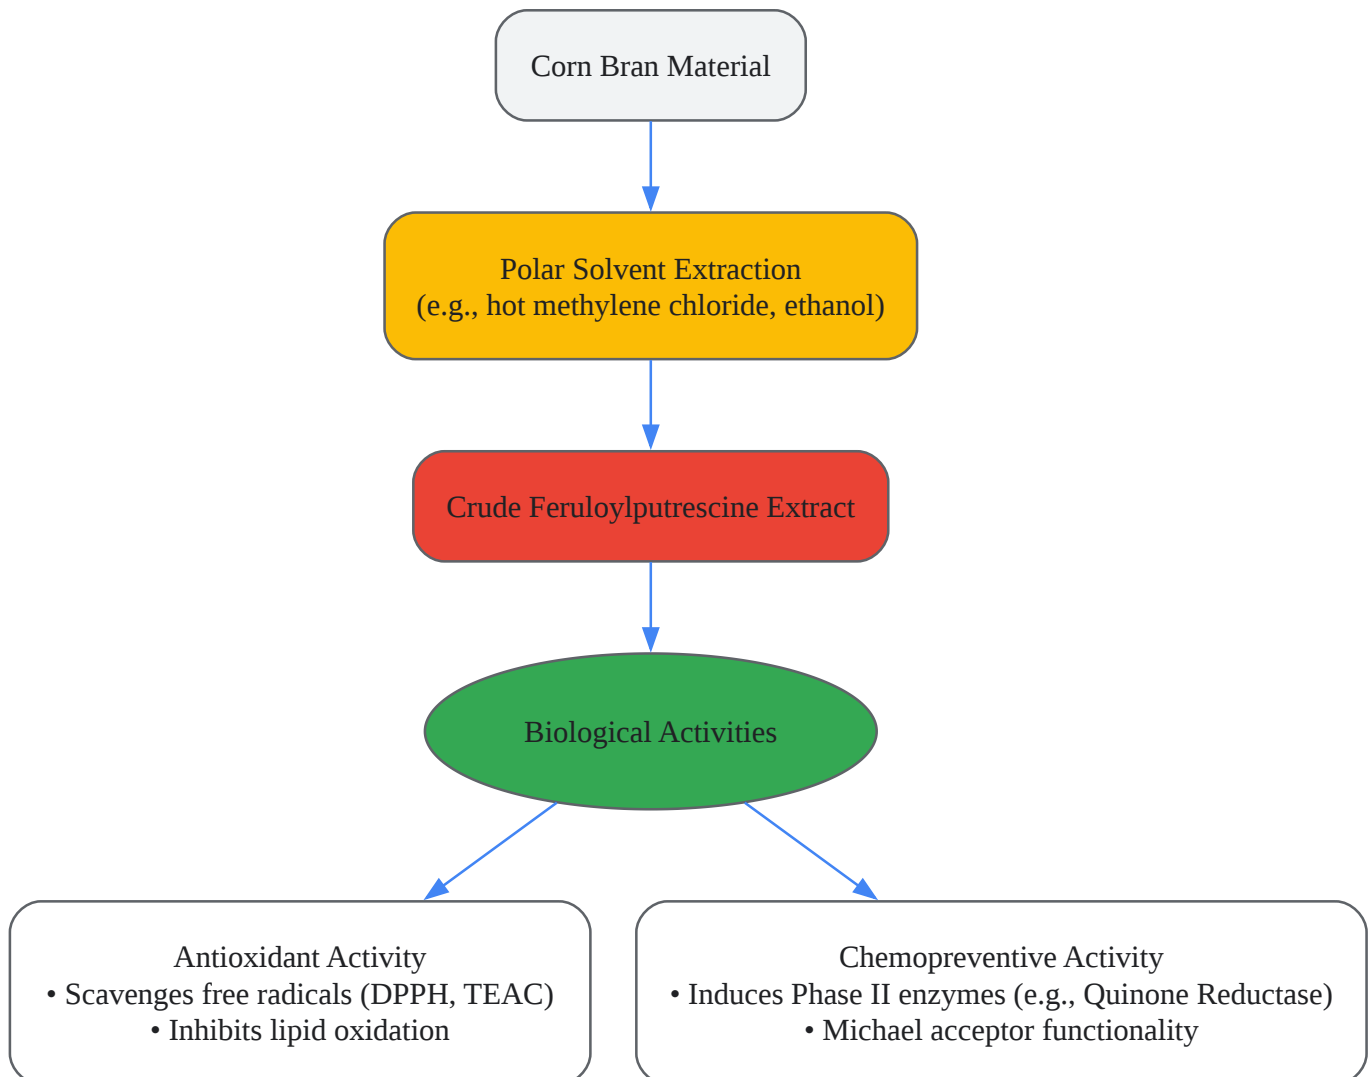 Corn Bran Material
Polar Solvent Extraction
(e.g., hot methylene chloride, ethanol)
Crude Feruloylputrescine Extract
Biological Activities
Antioxidant Activity
• Scavenges free radicals (DPPH, TEAC)
• Inhibits lipid oxidation
Chemopreventive Activity
• Induces Phase II enzymes (e.g., Quinone Reductase)
• Michael acceptor functionality